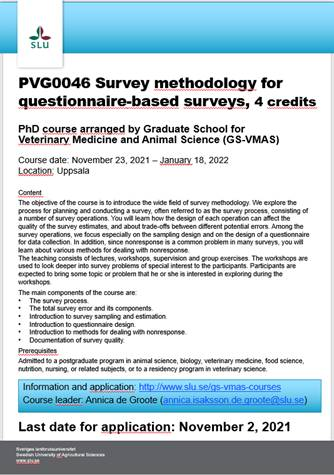 SLU
PVG0046 Survey methodology for
questionnaire-based surveys, 4 credits
PhD course arranged by Graduate School for
Veterinary Medicine and Animal Science (GS-VMAS)
Course date: November 23, 2021 – January 18, 2022
Location: Uppsala
Content
The objective of the course is to introduce the wide field of survey methodology. We explore the
process for planning and conducting a survey, often referred to as the survey process, consisting
of a number of survey operations. You will learn how the design of each operation can affect the
quality of the survey estimates, and about trade-offs between different potential errors. Among the
survey operations, we focus especially on the sampling design and on the design of a questionnaire
for data collection. In addition, since nonresponse is a common problem in many surveys, you will
learn about various methods for dealing with nonresponse.
The teaching consists of lectures, workshops, supervision and group exercises. The workshops are
used to look deeper into survey problems of special interest to the participants. Participants are
expected to bring some topic or problem that he or she is interested in exploring during the
workshops.
The main components of the course are:
• The survey process.
• The total survey error and its components.
• Introduction to survey sampling and estimation.
• Introduction to questionnaire design.
• Introduction to methods for dealing with nonresponse.
• Documentation of survey quality.
Prerequisites
Admitted to a postgraduate program in animal science, biology, veterinary medicine, food science,
nutrition, nursing, or related subjects, or to a residency program in veterinary science.
Information and application: http://www.slu.se/gs-vmas-courses
Course leader: Annica de Groote (annica.isaksson.de.groote@slu.se)
Last date for application: November 2, 2021
Sveriges lantbruksuniversitet
Swedish University of Agricultural Sciences
www.slu.se